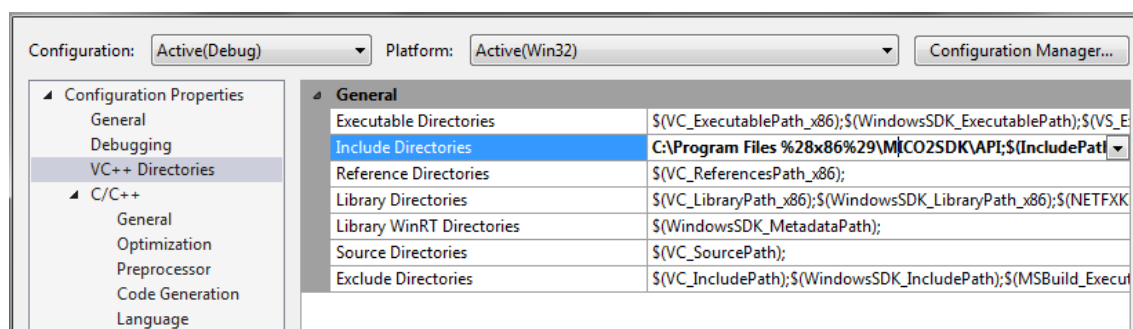 Configuration: Active(Debug) Platform: Active(Win32) Configuration Manager...
Configuration Properties
General
Debugging
VC++ Directories
C/C++
General
Optimization
Preprocessor
Code Generation
Language
General
Executable Directories $(VC_ExecutablePath_x86);$(WindowsSDK_ExecutablePath);$(VS_E
Include Directories C:\Program Files %28x86%29\MICO2SDK\API;$(IncludePatl
Reference Directories $(VC_ReferencesPath_x86);
Library Directories $(VC_LibraryPath_x86);$(WindowsSDK_LibraryPath_x86);$(NETFXK
Library WinRT Directories $(WindowsSDK_MetadataPath);
Source Directories $(VC_SourcePath);
Exclude Directories $(VC_IncludePath);$(WindowsSDK_IncludePath);$(MSBuild_Execut